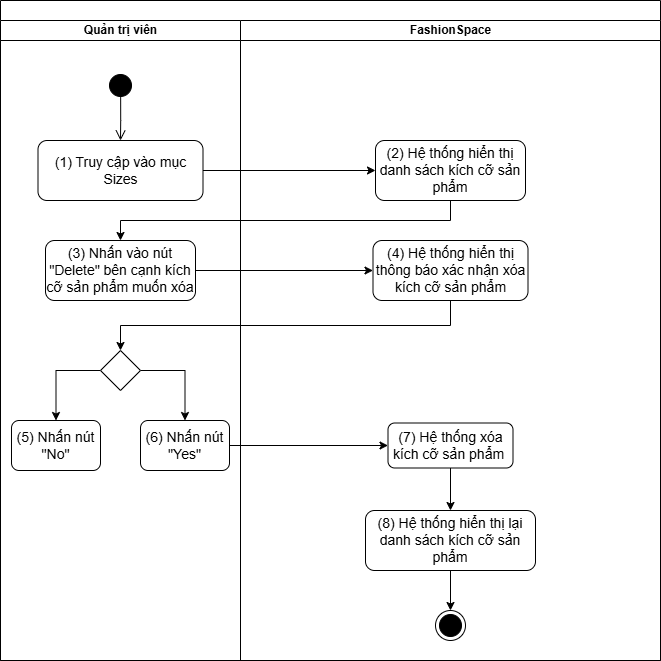 Quản trị viên
FashionSpace
(1) Truy cập vào mục
Sizes
(2) Hệ thống hiển thị
danh sách kích cỡ sản
phẩm
(3) Nhấn vào nút
"Delete" bên cạnh kích
cỡ sản phẩm muốn xóa
(4) Hệ thống hiển thị
thông báo xác nhận xóa
kích cỡ sản phẩm
(5) Nhấn nút
"No"
(6) Nhấn nút
"Yes"
(7) Hệ thống xóa
kích cỡ sản phẩm
(8) Hệ thống hiển thị lại
danh sách kích cỡ sản
phẩm